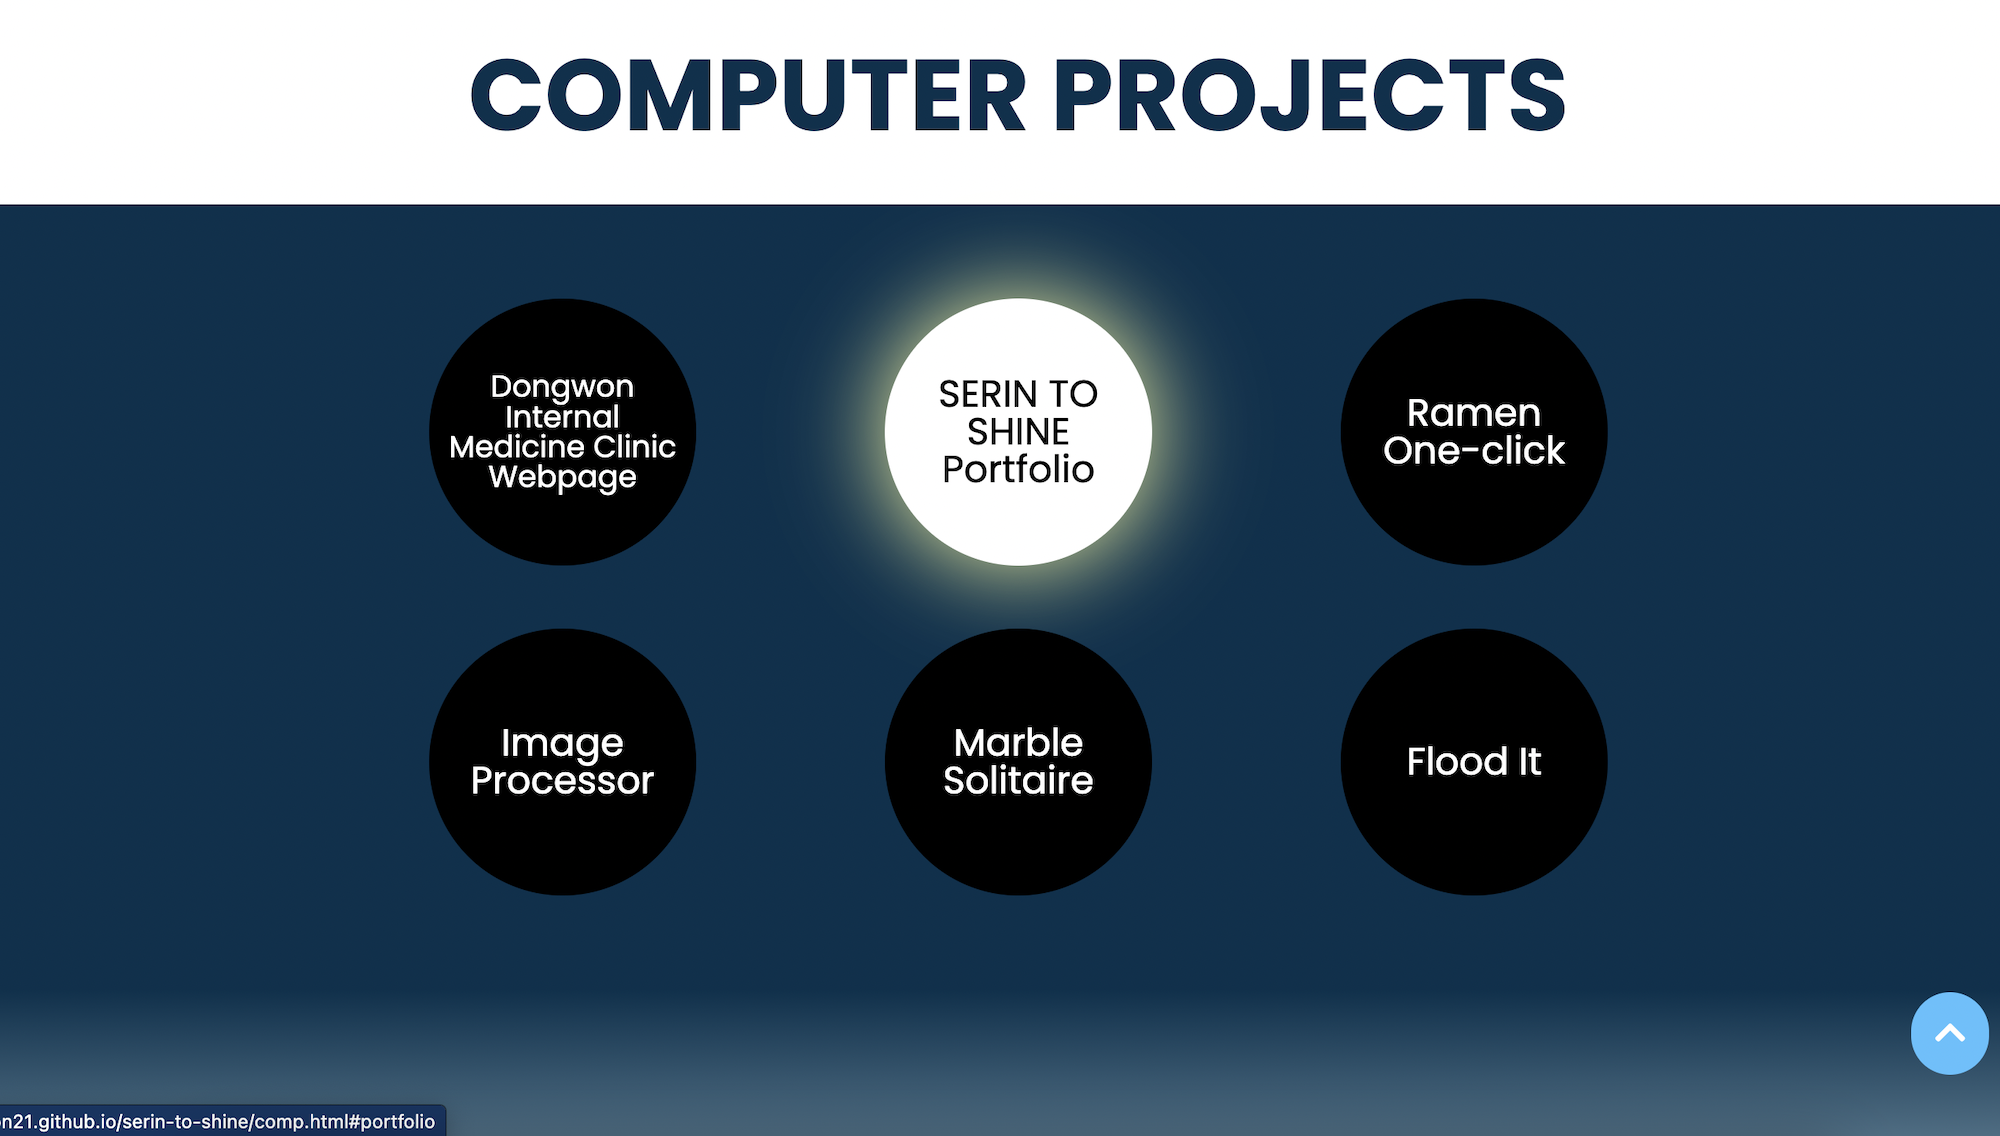 COMPUTER PROJECTS
Dongwon
Internal
Medicine Clinic
Webpage
SERIN TO
SHINE
Portfolio
Ramen
One-click
Image
Processor
Marble
Solitaire
Flood It
n21.github.io/serin-to-shine/comp.html#portfolio